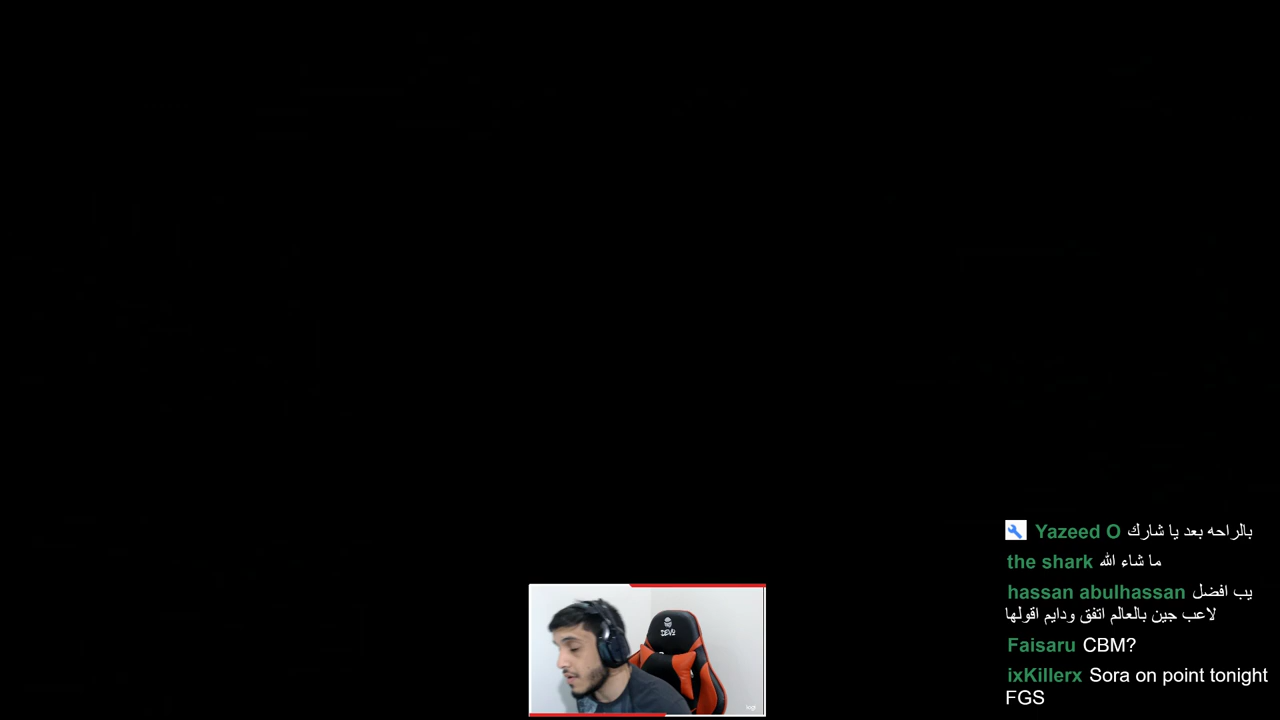 Yazeed O بالراحه بعد يا شارك
the shark ما شاء الله
hassan abulhassan يب افضل
لاعب جين بالعالم اتفق ودايم اقولها
Faisaru CBM?
ixKillerx Sora on point tonight
FGS
DEVO